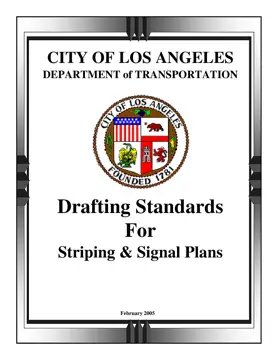 CITY OF LOS ANGELES
DEPARTMENT of TRANSPORTATION
CITY OF LOS ANGELES
FOUNDED 1781
Drafting Standards
For
Striping & Signal Plans
February 2005